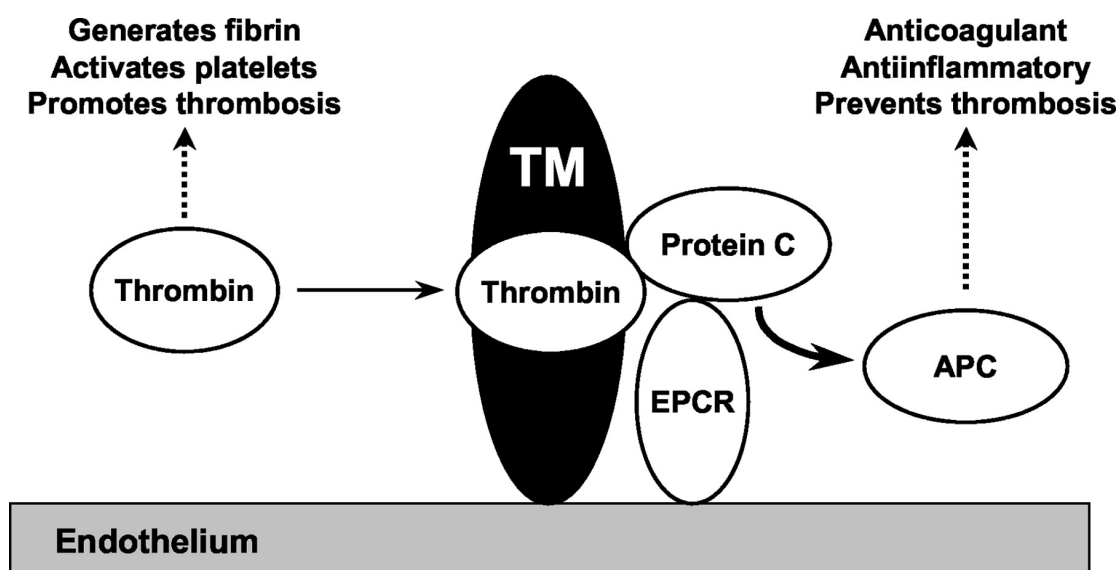 Generates fibrin
Activates platelets
Promotes thrombosis
Anticoagulant
Antiinflammatory
Prevents thrombosis
TM
Thrombin
Thrombin
Protein C
EPCR
APC
Endothelium